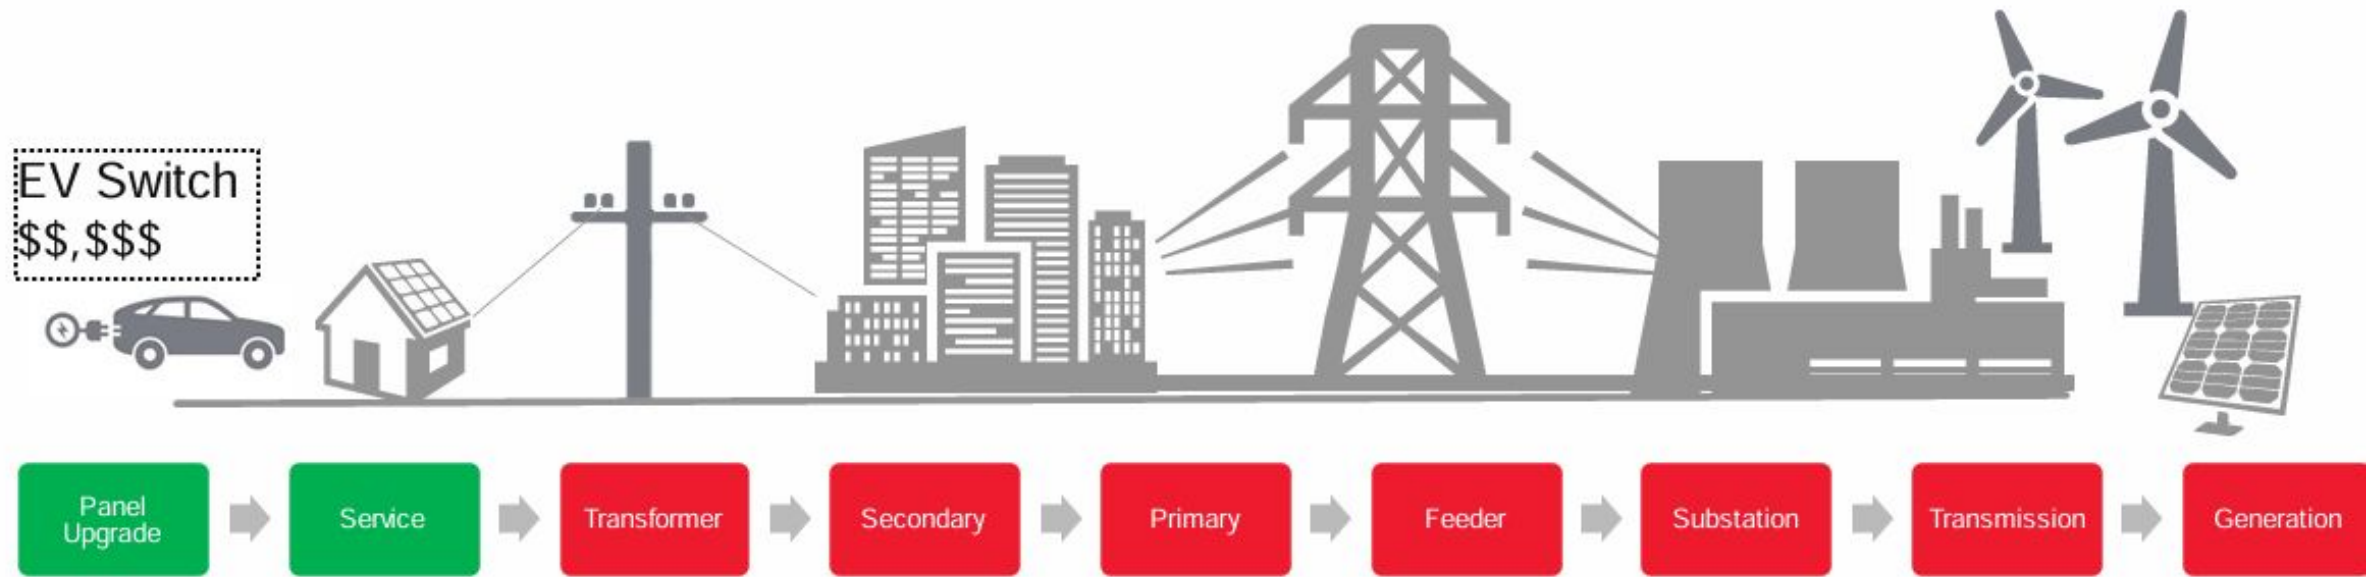 EV Switch
$$,$$$
Panel
Upgrade
Service
Transformer
Secondary
Primary
Feeder
Substation
Transmission
Generation